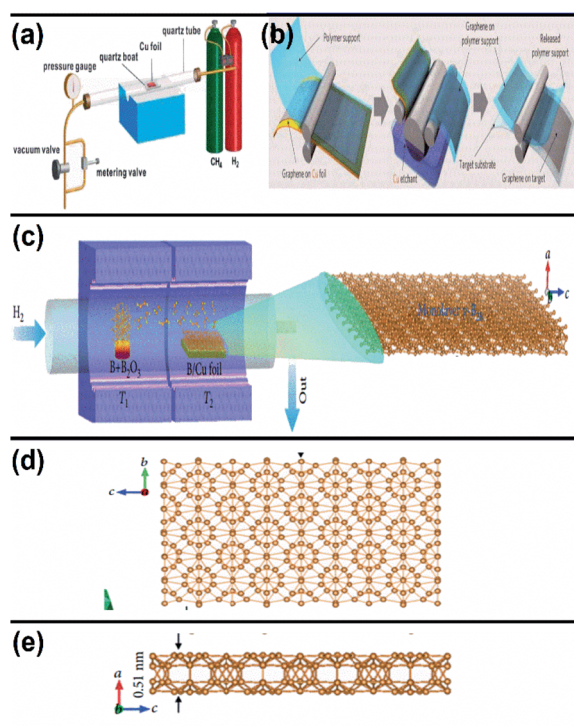 (a)
quartz tube
Cu foil
quartz boat
pressure gauge
vacuum valve
metering valve
CH₄
H₂
(b)
Polymer support
Graphene on Cu foil
Graphene
on polymer
support
Cu etchant
Released
polymer support
Target substrate
Graphene on target
(c)
H₂
B+B₂O₃
B/Cu foil
T₁
T₂
Out
Monolayer γ-B₂₈
a
b
c
(d)
b
c
a
(e)
0.51 nm
a
b
c